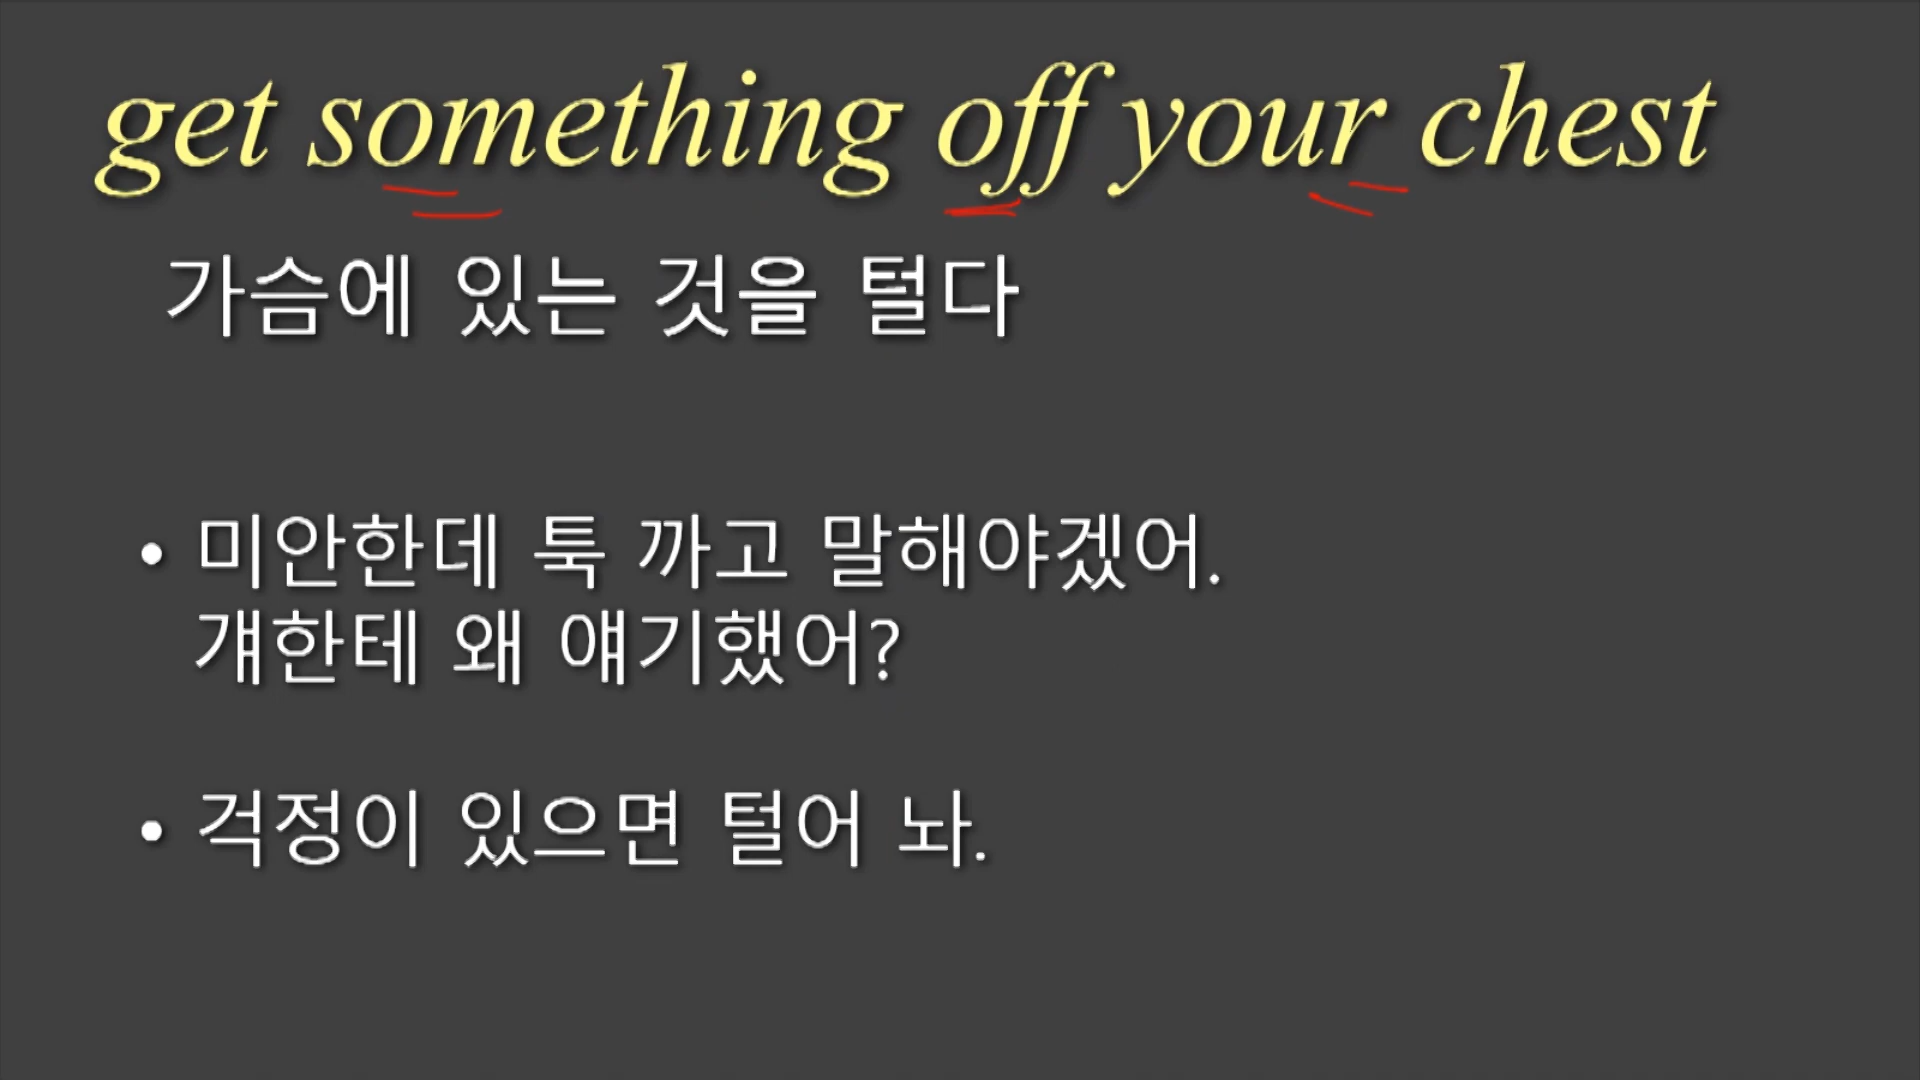 get something off your chest
가슴에 있는 것을 털다
• 미안한데 툭 까고 말해야겠어.
걔한테 왜 얘기했어?
• 걱정이 있으면 털어 놔.